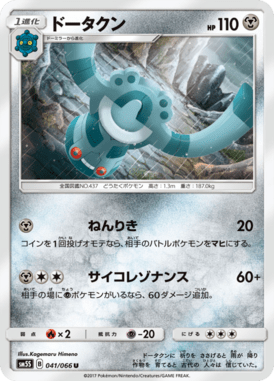 1進化 ドータクン HP 110
ドーミラーから進化
全国図鑑NO.437 どうたくポケモン 高さ：1.3m 重さ：187.0kg
ねんりき 20
コインを1回投げオモテなら、相手のバトルポケモンをマヒにする。
サイコレゾナンス 60+
相手の場に ポケモンがいるなら、60ダメージ追加。
弱点 ×2 抵抗力 -20 にげる
Illus.Kagemaru Himeno
sm5S 041/066 U
ドータクンに 祈りを ささげると 雨が
降り 作物を 育てると 古代の 人々は 信じていた。
©2017 Pokémon/Nintendo/Creatures/GAME FREAK.